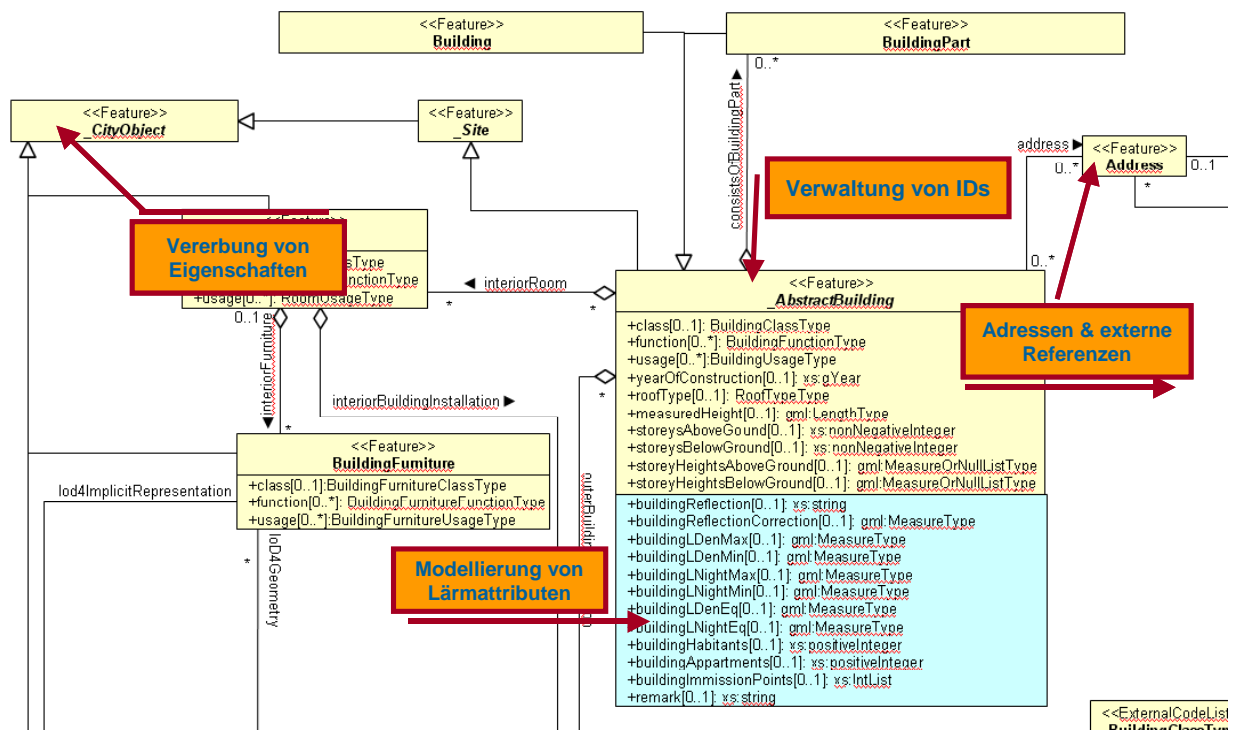 <<Feature>>
Building
<<Feature>>
BuildingPart
0..*
consistsOfBuildingPart
<<Feature>>
_CityObject
<<Feature>>
_Site
address
0..*
<<Feature>>
Address
0..1
*
Verwaltung von IDs
Vererbung von
Eigenschaften
+usage[0..*]: RoomUsageType
0..1
interiorRoom
*
*
0..*
<<Feature>>
_AbstractBuilding
+class[0..1]: BuildingClassType
+function[0..*]: BuildingFunctionType
+usage[0..*]:BuildingUsageType
+yearOfConstruction[0..1]: xs:gYear
+roofType[0..1]: RoofTypeType
+measuredHeight[0..1]: gml:LengthType
+storeysAboveGound[0..1]: xs:nonNegativeInteger
+storeysBelowGround[0..1]: xs:nonNegativeInteger
+storeyHeightsAboveGround[0..1]: gml:MeasureOrNullListType
+storeyHeightsBelowGround[0..1]: gml:MeasureOrNullListType
+buildingReflection[0..1]: xs:string
+buildingReflectionCorrection[0..1]: gml:MeasureType
+buildingLDenMax[0..1]: gml:MeasureType
+buildingLDenMin[0..1]: gml:MeasureType
+buildingLNightMax[0..1]: gml:MeasureType
+buildingLNightMin[0..1]: gml:MeasureType
+buildingLDenEq[0..1]: gml:MeasureType
+buildingLNightEq[0..1]: gml:MeasureType
+buildingHabitants[0..1]: xs:positiveInteger
+buildingAppartments[0..1]: xs:positiveInteger
+buildingImmissionPoints[0..1]: xs:IntList
+remark[0..1]: xs:string
Adressen & externe
Referenzen
interiorFurniture
*
interiorBuildingInstallation
*
<<Feature>>
BuildingFurniture
+class[0..1]:BuildingFurnitureClassType
+function[0..*]: BuildingFurnitureFunctionType
+usage[0..*]:BuildingFurnitureUsageType
lod4ImplicitRepresentation
*
loD4Geometry
Modellierung von
Lärmattributen
<<ExternalCodeList